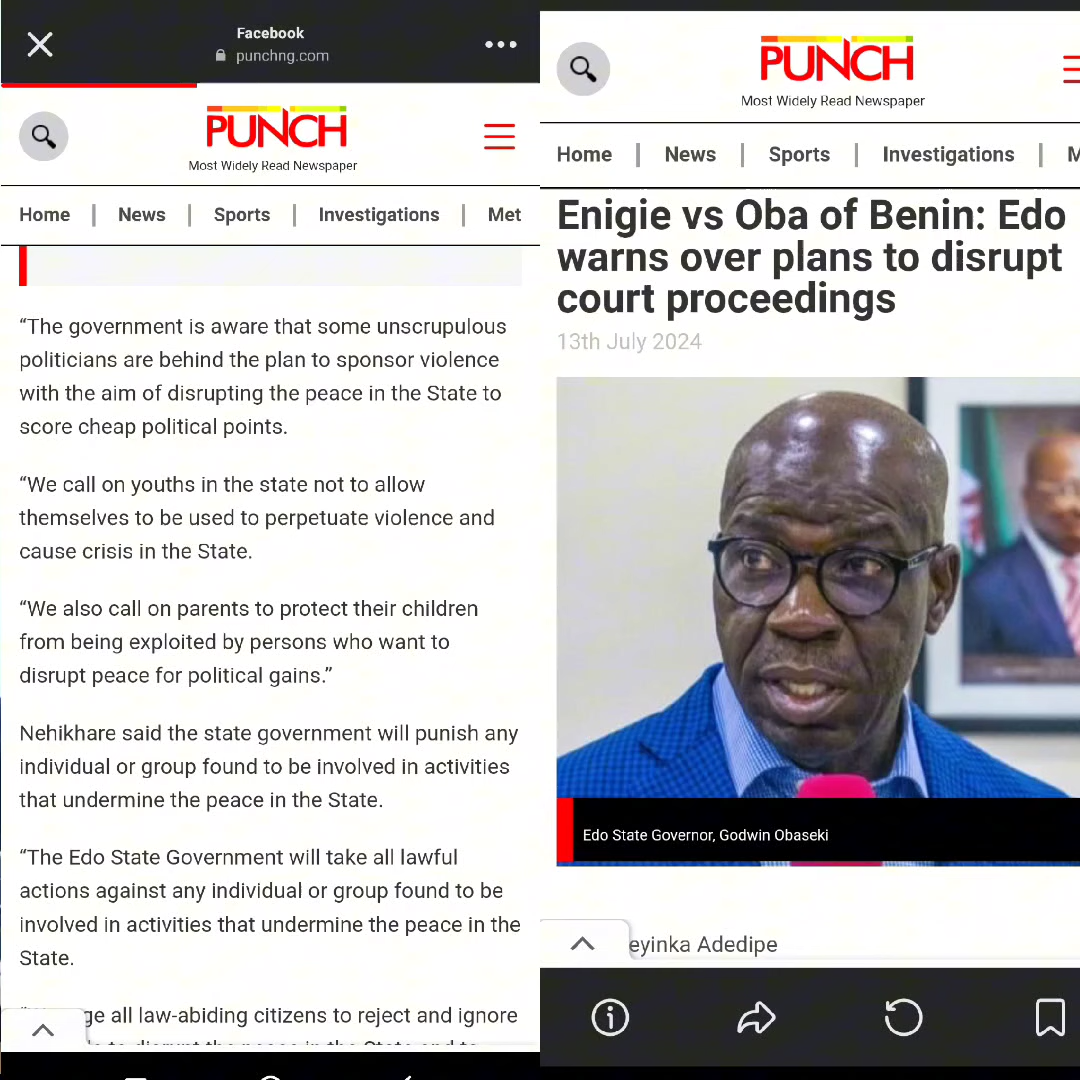 Facebook
punchng.com
PUNCH
Most Widely Read Newspaper
Home | News | Sports | Investigations | Met
“The government is aware that some unscrupulous
politicians are behind the plan to sponsor violence
with the aim of disrupting the peace in the State to
score cheap political points.
“We call on youths in the state not to allow
themselves to be used to perpetuate violence and
cause crisis in the State.
“We also call on parents to protect their children
from being exploited by persons who want to
disrupt peace for political gains.”
Nehikhare said the state government will punish any
individual or group found to be involved in activities
that undermine the peace in the State.
“The Edo State Government will take all lawful
actions against any individual or group found to be
involved in activities that undermine the peace in the
State.
ge all law-abiding citizens to reject and ignore
PUNCH
Most Widely Read Newspaper
Home | News | Sports | Investigations | M
Enigie vs Oba of Benin: Edo
warns over plans to disrupt
court proceedings
13th July 2024
Edo State Governor, Godwin Obaseki
eyinka Adedipe